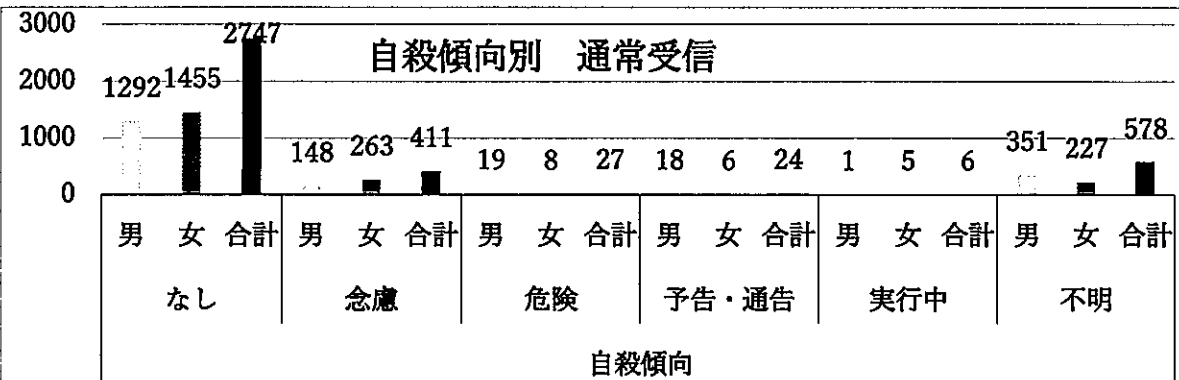 自殺傾向別 通常受信
3000
2000
1000
0
1292 1455 2747 148 263 411 19 8 27 18 6 24 1 5 6 351 227 578
男 女 合計 男 女 合計 男 女 合計 男 女 合計 男 女 合計 男 女 合計
なし 念慮 危険 予告・通告 実行中 不明
自殺傾向